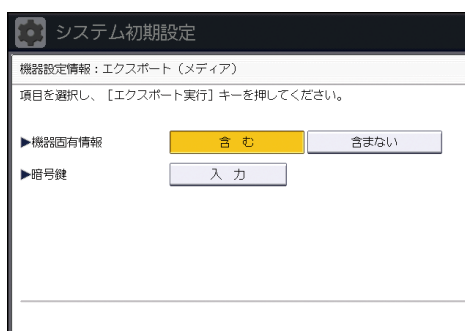 システム初期設定
機器設定情報：エクスポート（メディア）
項目を選択し、［エクスポート実行］キーを押してください。
▶機器固有情報 含 む 含まない
▶暗号鍵 入 力